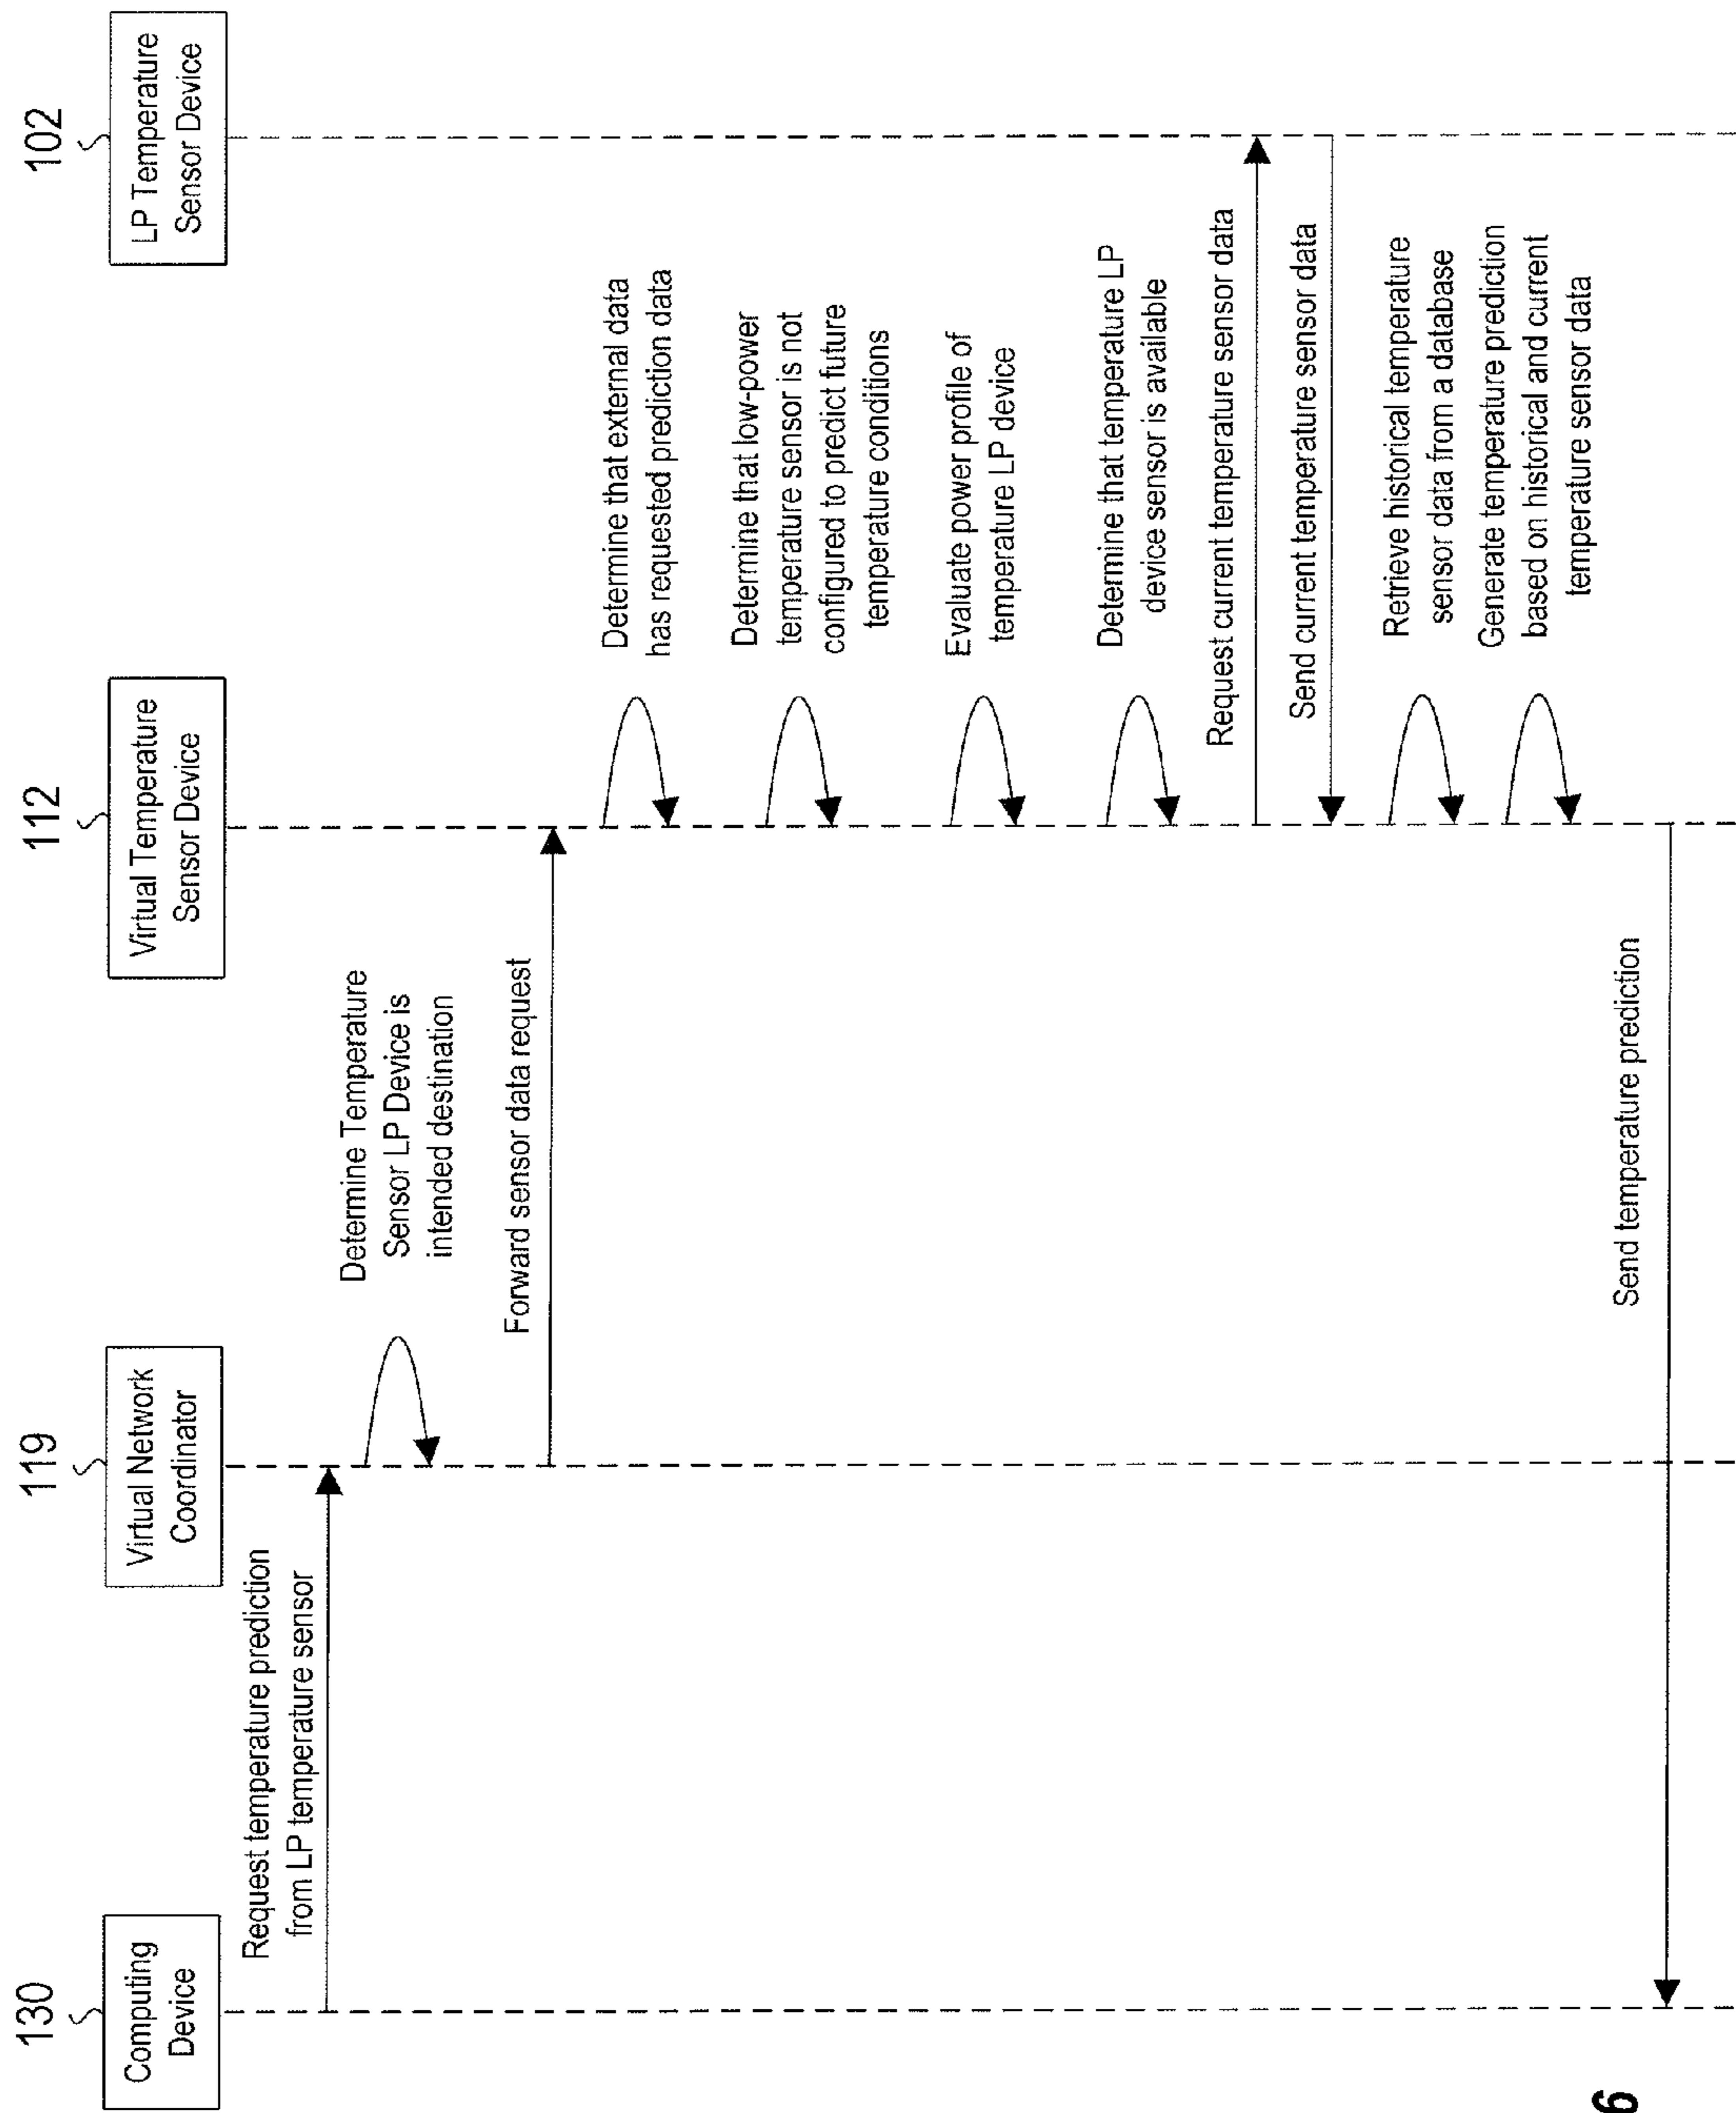 130
Computing
Device
119
Virtual Network
Coordinator
112
Virtual Temperature
Sensor Device
102
LP Temperature
Sensor Device
Request temperature prediction
from LP temperature sensor
Determine Temperature
Sensor LP Device is
intended destination
Forward sensor data request
Determine that external data
has requested prediction data
Determine that low-power
temperature sensor is not
configured to predict future
temperature conditions
Evaluate power profile of
temperature LP device
Determine that temperature LP
device sensor is available
Request current temperature sensor data
Send current temperature sensor data
Retrieve historical temperature
sensor data from a database
Generate temperature prediction
based on historical and current
temperature sensor data
Send temperature prediction
6